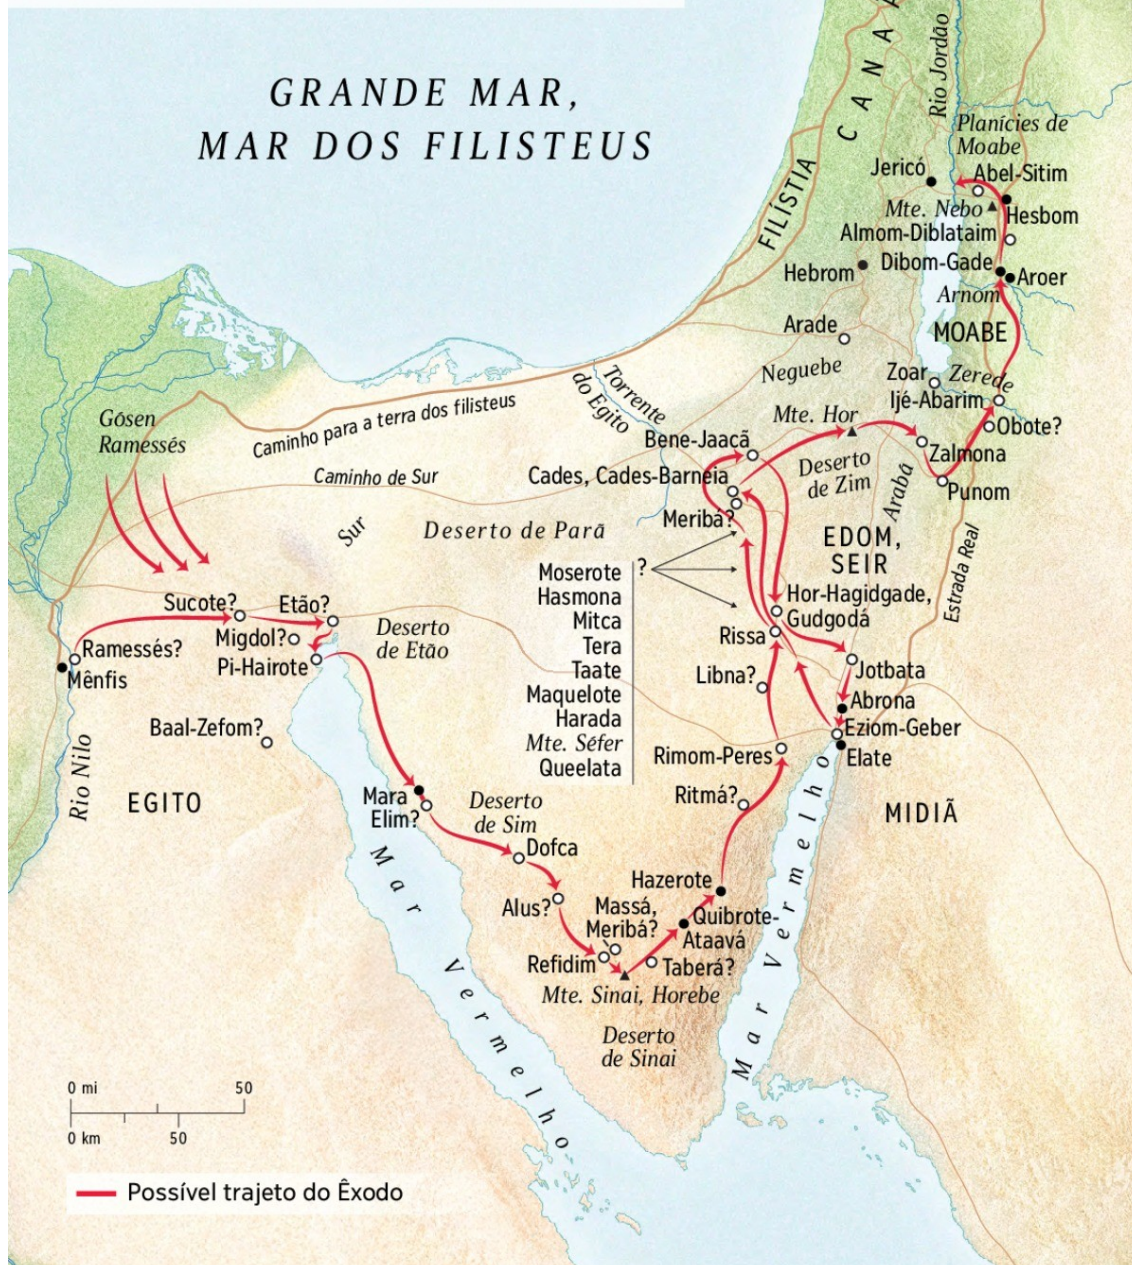 GRANDE MAR,
MAR DOS FILISTEUS
FILÍSTIA
CANAÃ
Rio Jordão
Planícies de
Moabe
Jericó
Abel-Sitim
Mte. Nebo
Hesbom
Almom-Diblataim
Dibom-Gade
Hebrom
Aroer
Arnom
Arade
MOABE
Neguebe
Zoar
Zerede
Ijé-Abarim
Torrente
do Egito
Mte. Hor
Obote?
Gósen
Ramessés
Caminho para a terra dos filisteus
Bene-Jaacã
Zalmona
Caminho de Sur
Cades, Cades-Barneia
Deserto
de Zim
Arabá
Punom
Meribá?
Sur
Deserto de Parã
EDOM,
SEIR
Estrada Real
?
Moserote
Hasmona
Mitca
Tera
Taate
Maquelote
Harada
Mte. Séfer
Queelata
Hor-Hagidgade,
Gudgodá
Sucote?
Etão?
Migdol?
Deserto
de Etão
Rissa
Ramessés?
Pi-Hairote
Mênfis
Libna?
Jotbata
Abrona
Baal-Zefom?
Eziom-Geber
Elate
Rimom-Peres
Rio Nilo
EGITO
Mara
Elim?
Deserto
de Sim
Ritmá?
MIDIÃ
Dofca
Mar Vermelho
Hazerote
Alus?
Massá,
Meribá?
Quibrote-
Ataavá
Refidim
Taberá?
Mte. Sinai, Horebe
Mar Vermelho
Deserto
de Sinai
0 mi 50
0 km 50
Possível trajeto do Êxodo